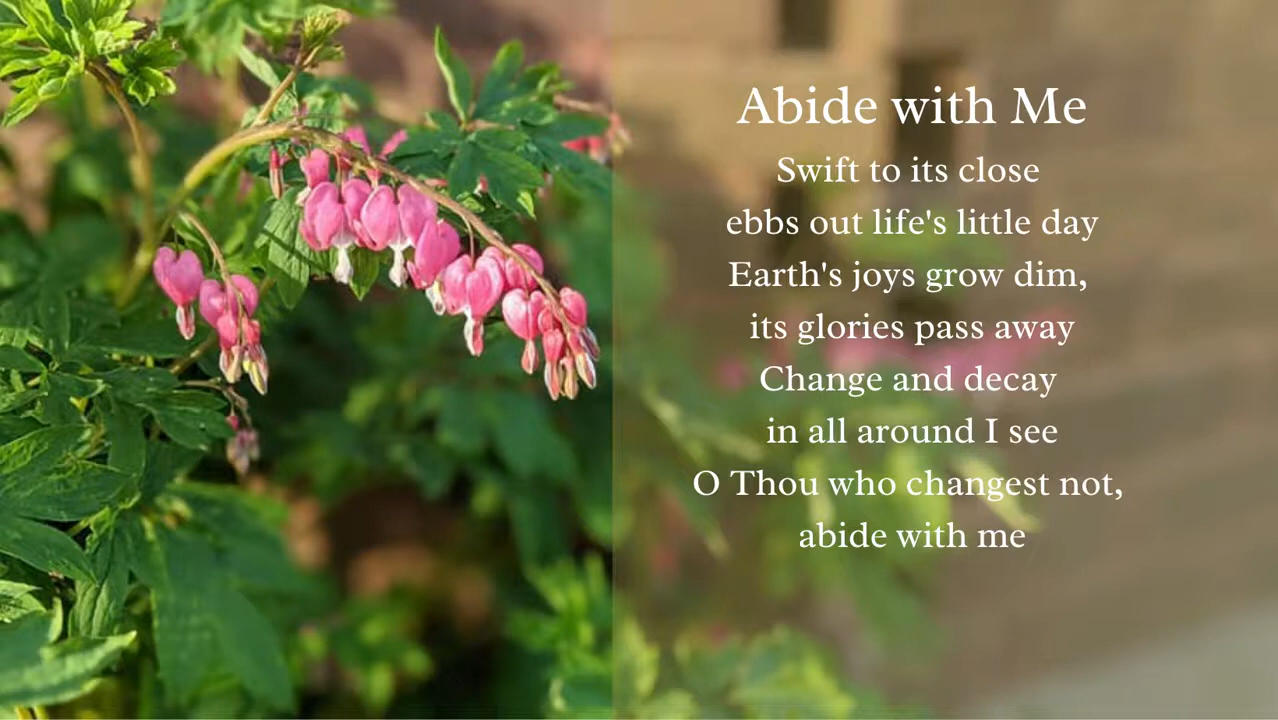 Abide with Me
Swift to its close
ebbs out life's little day
Earth's joys grow dim,
its glories pass away
Change and decay
in all around I see
O Thou who changest not,
abide with me